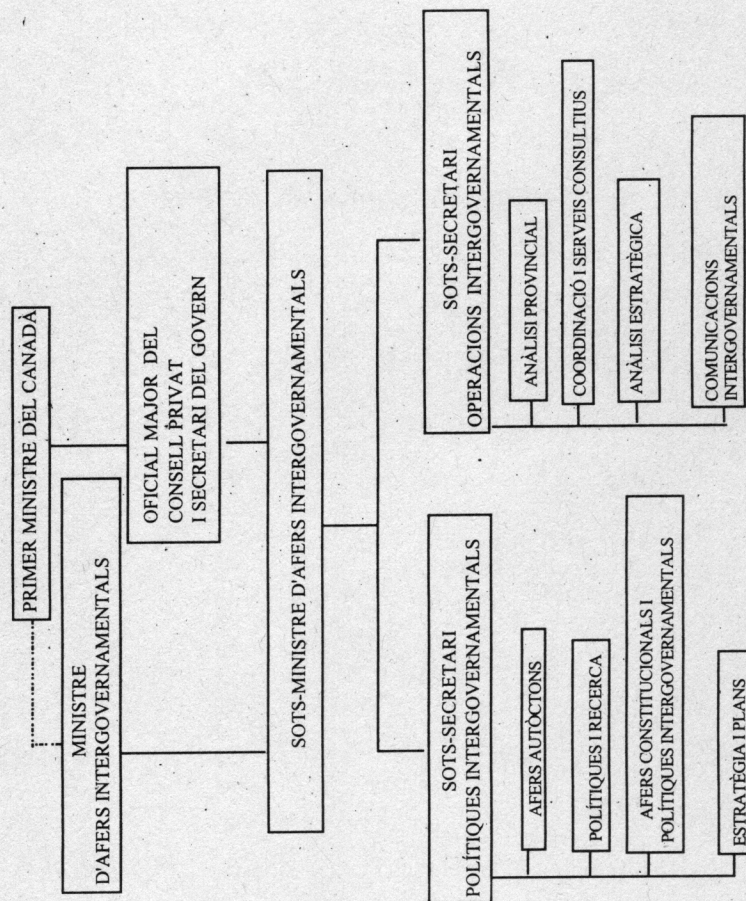 PRIMER MINISTRE DEL CANADÀ
MINISTRE
D'AFERS INTERGOVERNAMENTALS
OFICIAL MAJOR DEL
CONSELL PRIVAT
I SECRETARI DEL GOVERN
SOTS-MINISTRE D'AFERS INTERGOVERNAMENTALS
SOTS-SECRETARI
POLÍTIQUES INTERGOVERNAMENTALS
AFERS AUTÒCTONS
POLÍTIQUES I RECERCA
AFERS CONSTITUCIONALS I
POLÍTIQUES INTERGOVERNAMENTALS
ESTRATÈGIA I PLANS
SOTS-SECRETARI
OPERACIONS INTERGOVERNAMENTALS
ANÀLISI PROVINCIAL
COORDINACIÓ I SERVEIS CONSULTIUS
ANÀLISI ESTRATÈGICA
COMUNICACIONS
INTERGOVERNAMENTALS